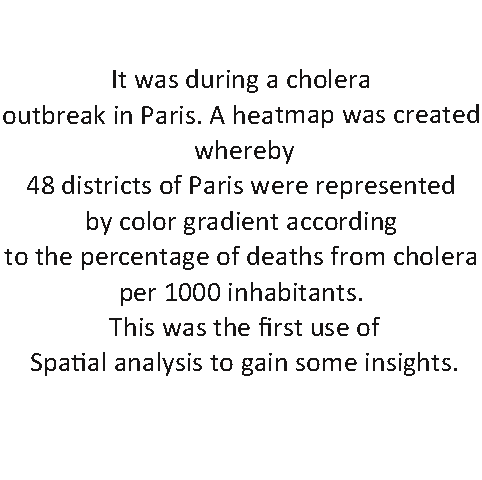 It was during a cholera
outbreak in Paris. A heatmap was created
whereby
48 districts of Paris were represented
by color gradient according
to the percentage of deaths from cholera
per 1000 inhabitants.
This was the first use of
Spatial analysis to gain some insights.